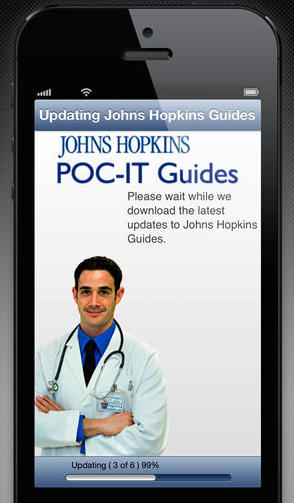 Updating Johns Hopkins Guides
JOHNS HOPKINS
POC-IT Guides
Please wait while we
download the latest
updates to Johns Hopkins
Guides.
Updating ( 3 of 6 ) 99%